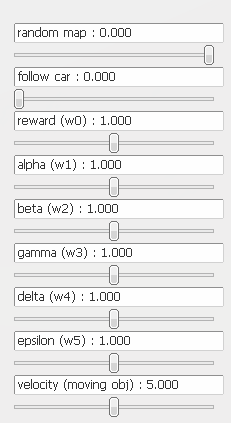 random map : 0.000
follow car : 0.000
reward (w0) : 1.000
alpha (w1) : 1.000
beta (w2) : 1.000
gamma (w3) : 1.000
delta (w4) : 1.000
epsilon (w5) : 1.000
velocity (moving obj) : 5.000